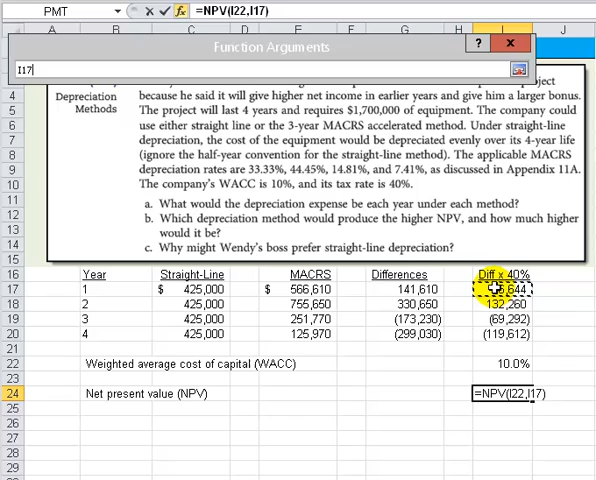 PMT =NPV(I22,I17)
Function Arguments ?
I17
A B C D E F G H I J
4 because he said it will give higher net income in earlier years and give him a larger bonus.
5 Depreciation The project will last 4 years and requires $1,700,000 of equipment. The company could
6 Methods use either straight line or the 3-year MACRS accelerated method. Under straight-line
7 depreciation, the cost of the equipment would be depreciated evenly over its 4-year life
8 (ignore the half-year convention for the straight-line method). The applicable MACRS
9 depreciation rates are 33.33%, 44.45%, 14.81%, and 7.41%, as discussed in Appendix 11A.
10 The company's WACC is 10%, and its tax rate is 40%.
11 a. What would the depreciation expense be each year under each method?
12 b. Which depreciation method would produce the higher NPV, and how much higher
13 would it be?
14 c. Why might Wendy's boss prefer straight-line depreciation?
15
16 Year Straight-Line MACRS Differences Diff x 40%
17 1 $ 425,000 $ 566,610 141,610
18 2 425,000 755,650 330,650 132,260
19 3 425,000 251,770 (173,230) (69,292)
20 4 425,000 125,970 (299,030) (119,612)
21
22 Weighted average cost of capital (WACC) 10.0%
23
24 Net present value (NPV) =NPV(I22,I17)
25
26
27
28
29